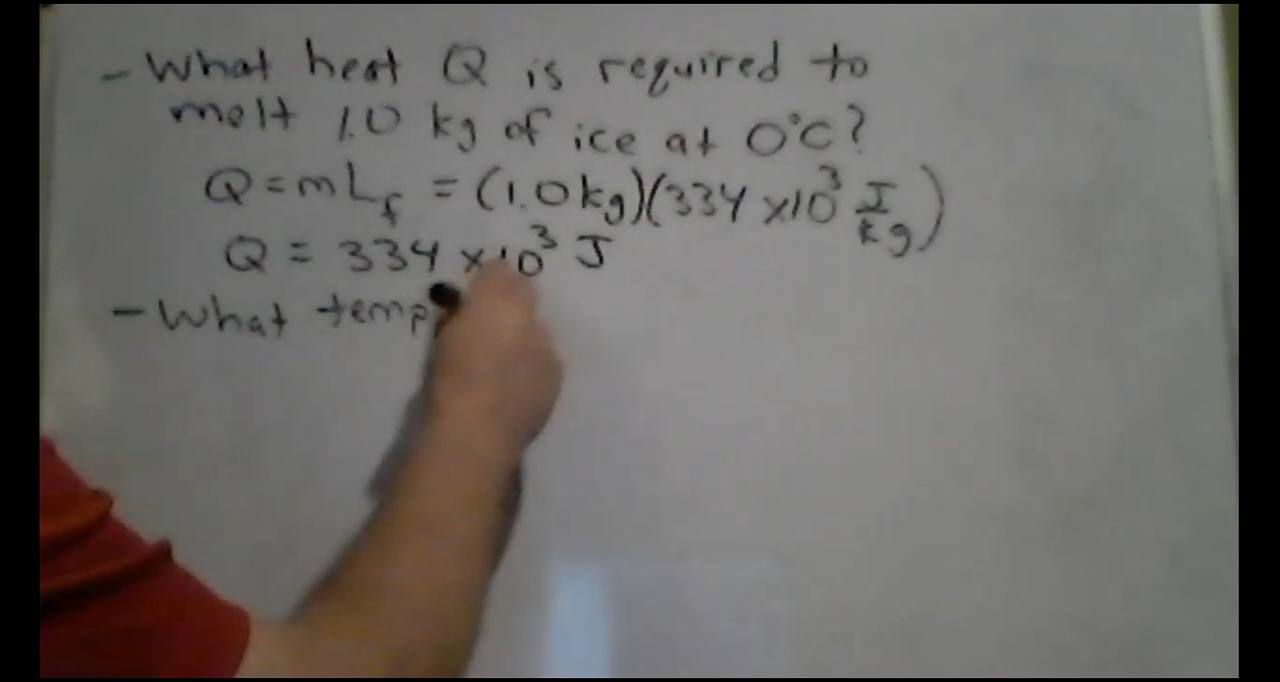 - What heat Q is required to
melt 1.0 kg of ice at 0°C?
Q = mL_f = (1.0 kg)(334 x10³ J/kg)
Q = 334 x10³ J
- What temp